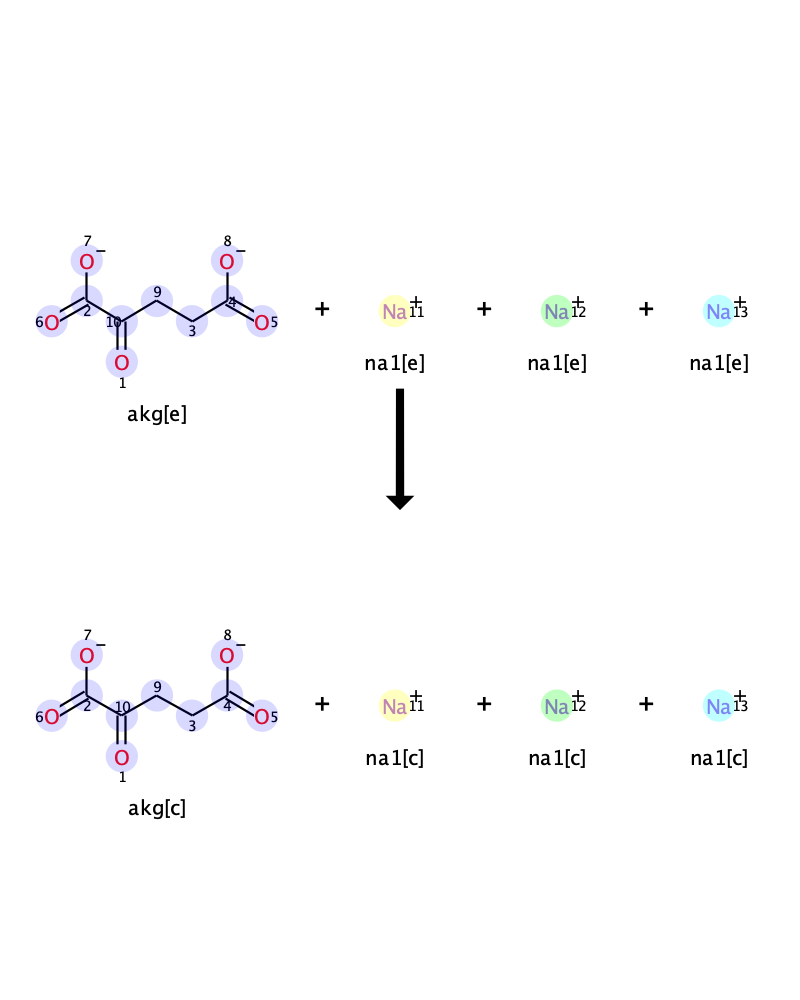 7 8
O − O −
+ Na + 11 + Na + 12 + Na + 13
9
2 10 4
6 O 3 O 5
O
1
na1[e] na1[e] na1[e]
akg[e]
7 8
O − O −
+ Na + 11 + Na + 12 + Na + 13
9
2 10 4
6 O 3 O 5
O
1
na1[c] na1[c] na1[c]
akg[c]